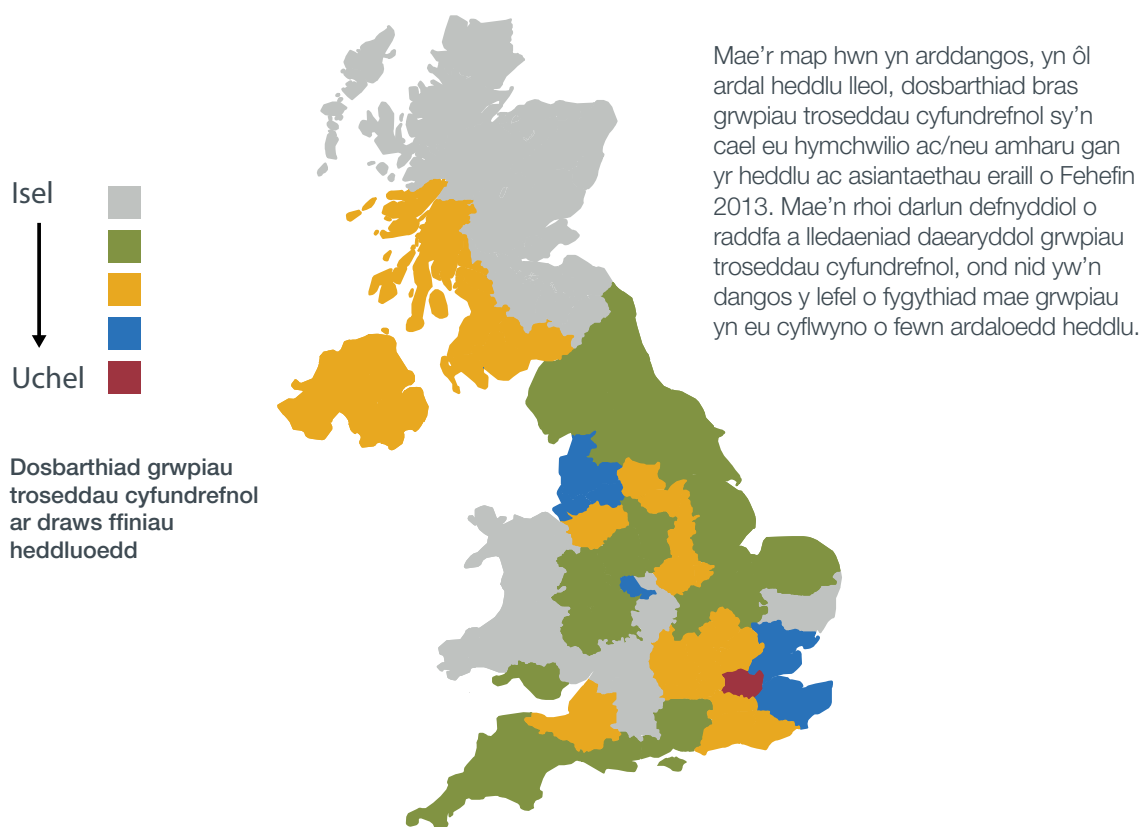 Mae'r map hwn yn arddangos, yn ôl
ardal heddlu lleol, dosbarthiad bras
grwpiau troseddau cyfundrefnol sy'n
cael eu hymchwilio ac/neu amharu gan
yr heddlu ac asiantaethau eraill o Fehefin
2013. Mae'n rhoi darlun defnyddiol o
raddfa a lledaeniad daearyddol grwpiau
troseddau cyfundrefnol, ond nid yw'n
dangos y lefel o fygythiad mae grwpiau
yn eu cyflwyno o fewn ardaloedd heddlu.
Isel
Uchel
Dosbarthiad grwpiau
troseddau cyfundrefnol
ar draws ffiniau
heddluoedd